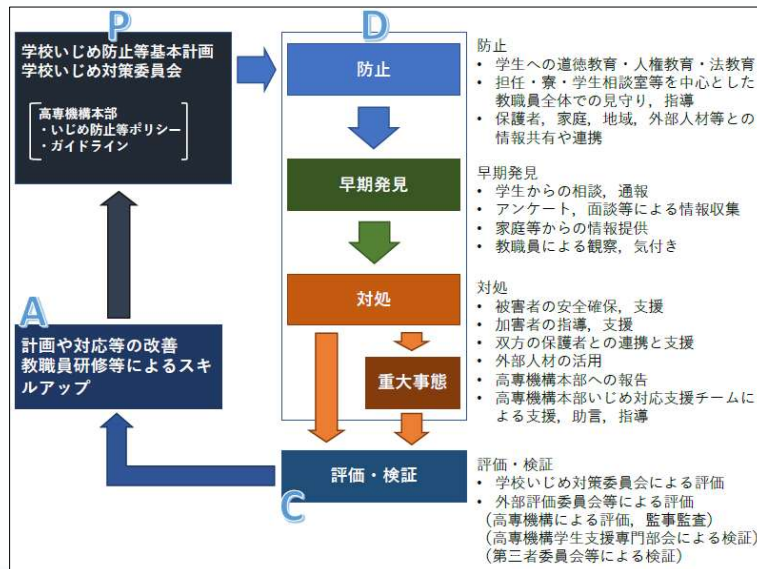 P
学校いじめ防止等基本計画
学校いじめ対策委員会
高専機構本部
・いじめ防止等ポリシー
・ガイドライン
D
防止
早期発見
対処
重大事態
A
計画や対応等の改善
教職員研修等によるスキ
ルアップ
評価・検証
C
防止
• 学生への道徳教育・人権教育・法教育
• 担任・寮・学生相談室等を中心とした
教職員全体での見守り，指導
• 保護者，家庭，地域，外部人材等との
情報共有や連携
早期発見
• 学生からの相談，通報
• アンケート，面談等による情報収集
• 家庭等からの情報提供
• 教職員による観察，気付き
対処
• 被害者の安全確保，支援
• 加害者の指導，支援
• 双方の保護者との連携と支援
• 外部人材の活用
• 高専機構本部への報告
• 高専機構本部いじめ対応支援チームに
よる支援，助言，指導
評価・検証
• 学校いじめ対策委員会による評価
• 外部評価委員会等による評価
（高専機構による評価，監事監査）
（高専機構学生支援専門部会による検証）
（第三者委員会等による検証）